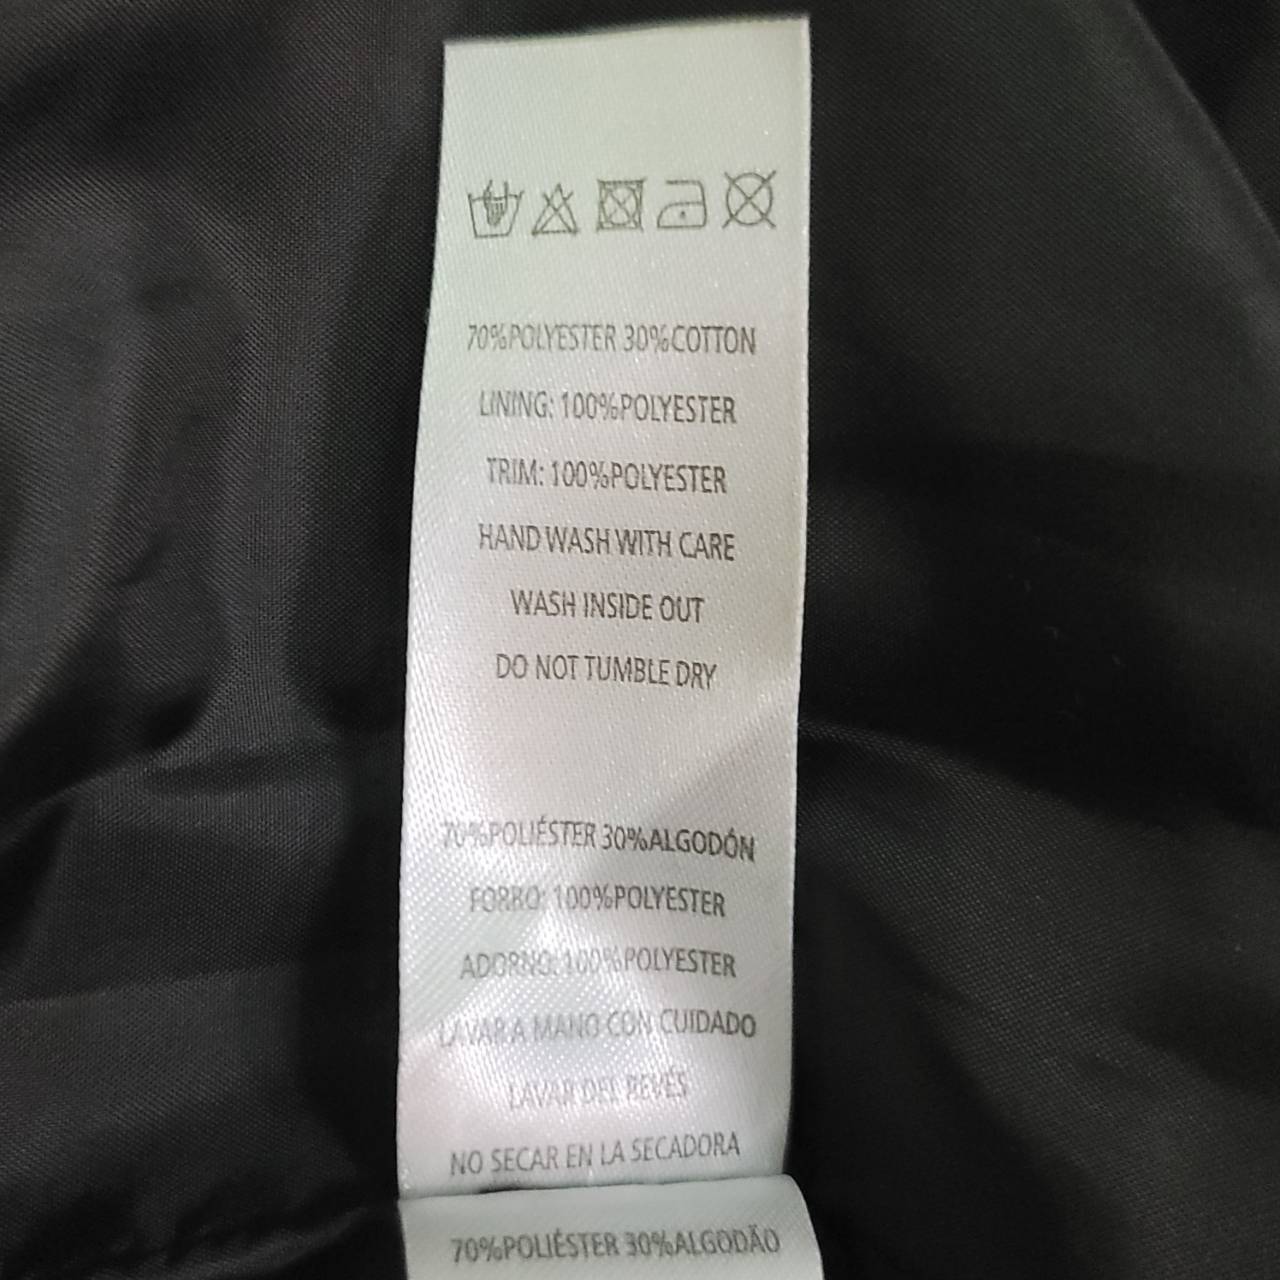 70%POLYESTER 30%COTTON
LINING: 100%POLYESTER
TRIM: 100%POLYESTER
HAND WASH WITH CARE
WASH INSIDE OUT
DO NOT TUMBLE DRY
70%POLIÉSTER 30%ALGODÓN
FORRO: 100%POLYESTER
ADORNO: 100%POLYESTER
LAVAR A MANO CON CUIDADO
LAVAR DEL REVÉS
NO SECAR EN LA SECADORA
70%POLIÉSTER 30%ALGODÃO